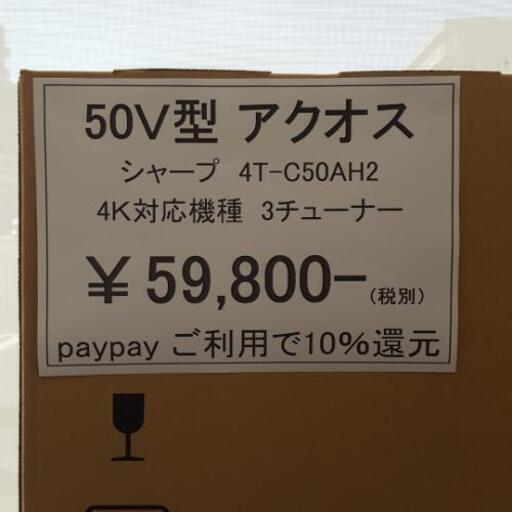 50V型 アクオス
シャープ 4T-C50AH2
4K対応機種 3チューナー
￥59,800-(税別)
paypay ご利用で10%還元